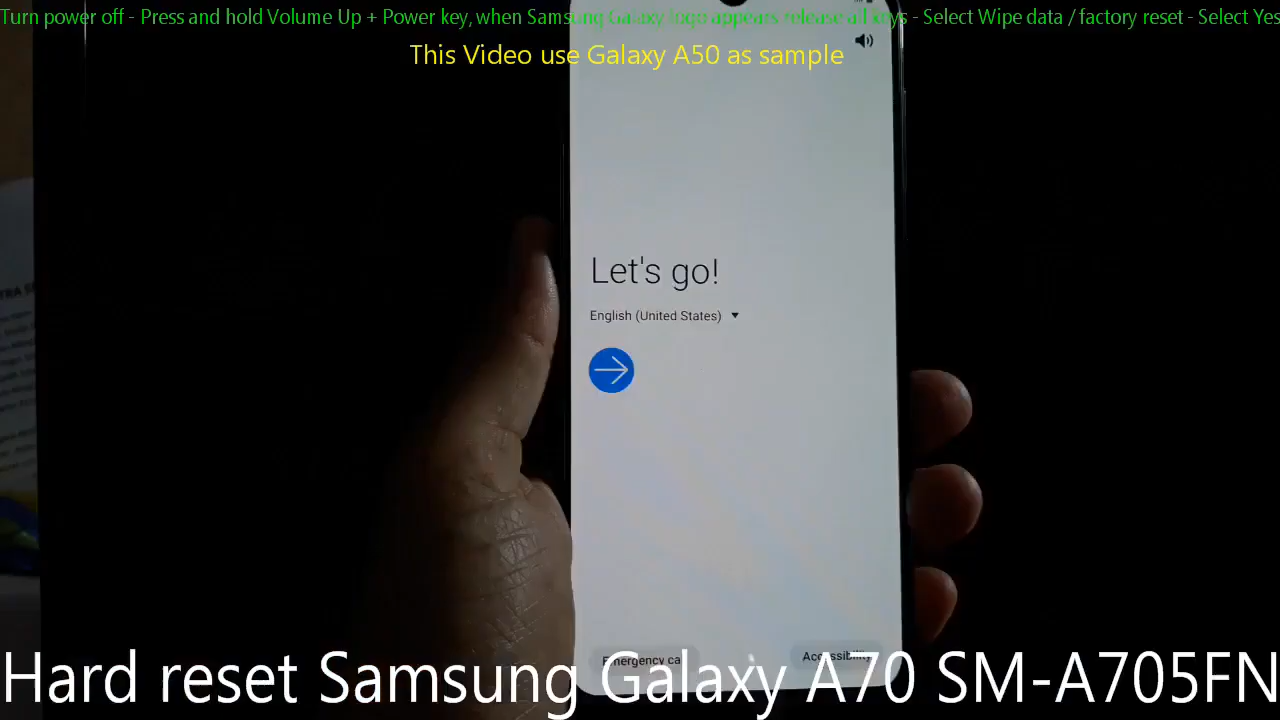 Turn power off - Press and hold Volume Up + Power key, when Samsung Galaxy logo appears release all keys - Select Wipe data / factory reset - Select Yes
This Video use Galaxy A50 as sample
Let's go!
English (United States)
Emergency call
Accessibility
Hard reset Samsung Galaxy A70 SM-A705FN